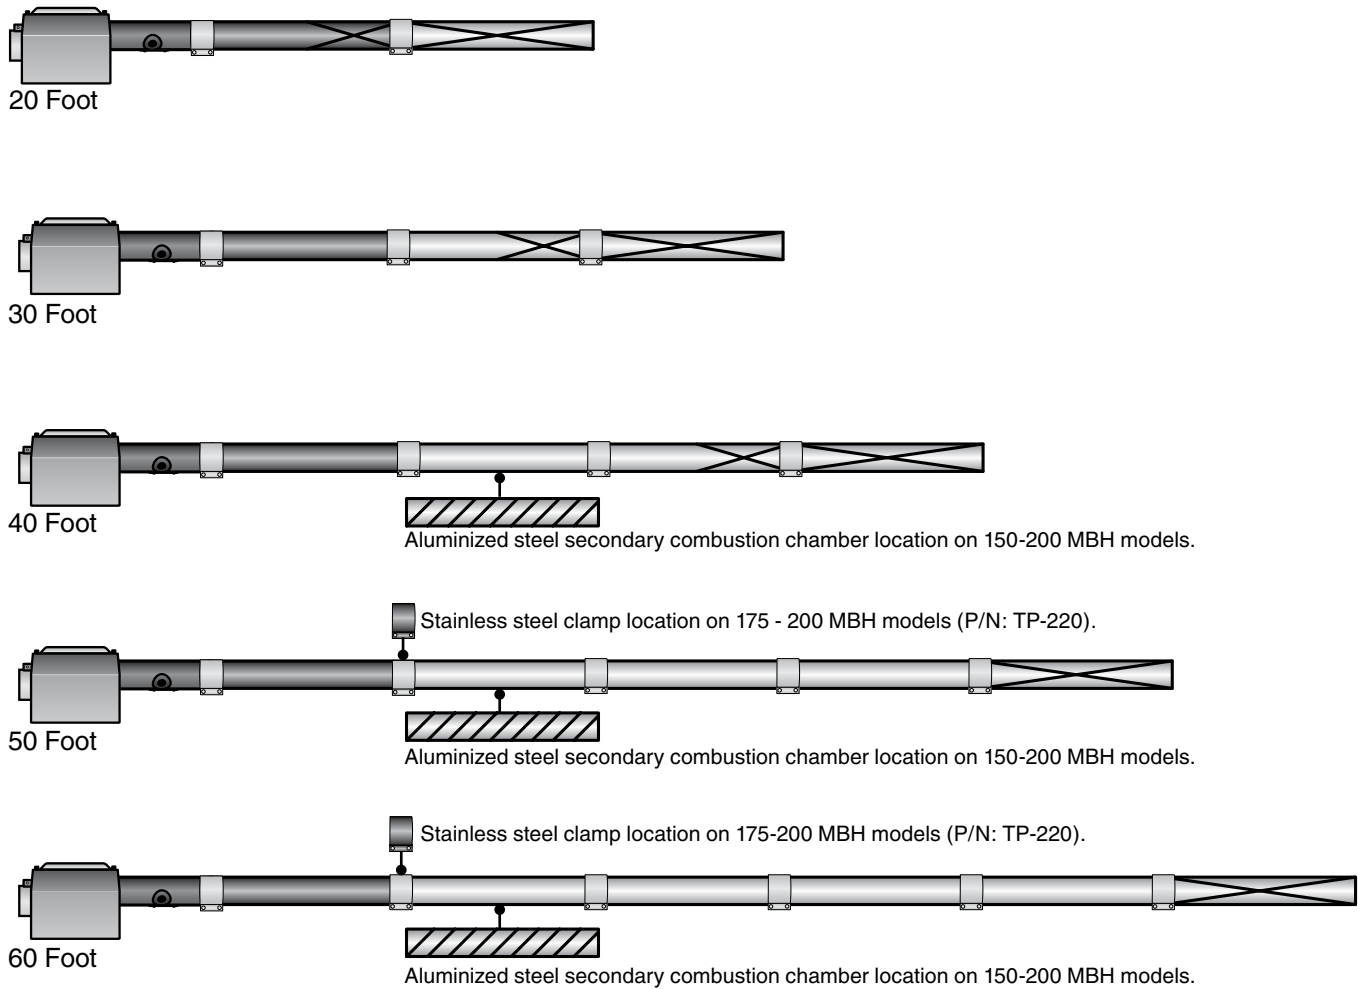 20 Foot
30 Foot
40 Foot
Aluminized steel secondary combustion chamber location on 150-200 MBH models.
Stainless steel clamp location on 175 - 200 MBH models (P/N: TP-220).
50 Foot
Aluminized steel secondary combustion chamber location on 150-200 MBH models.
Stainless steel clamp location on 175-200 MBH models (P/N: TP-220).
60 Foot
Aluminized steel secondary combustion chamber location on 150-200 MBH models.